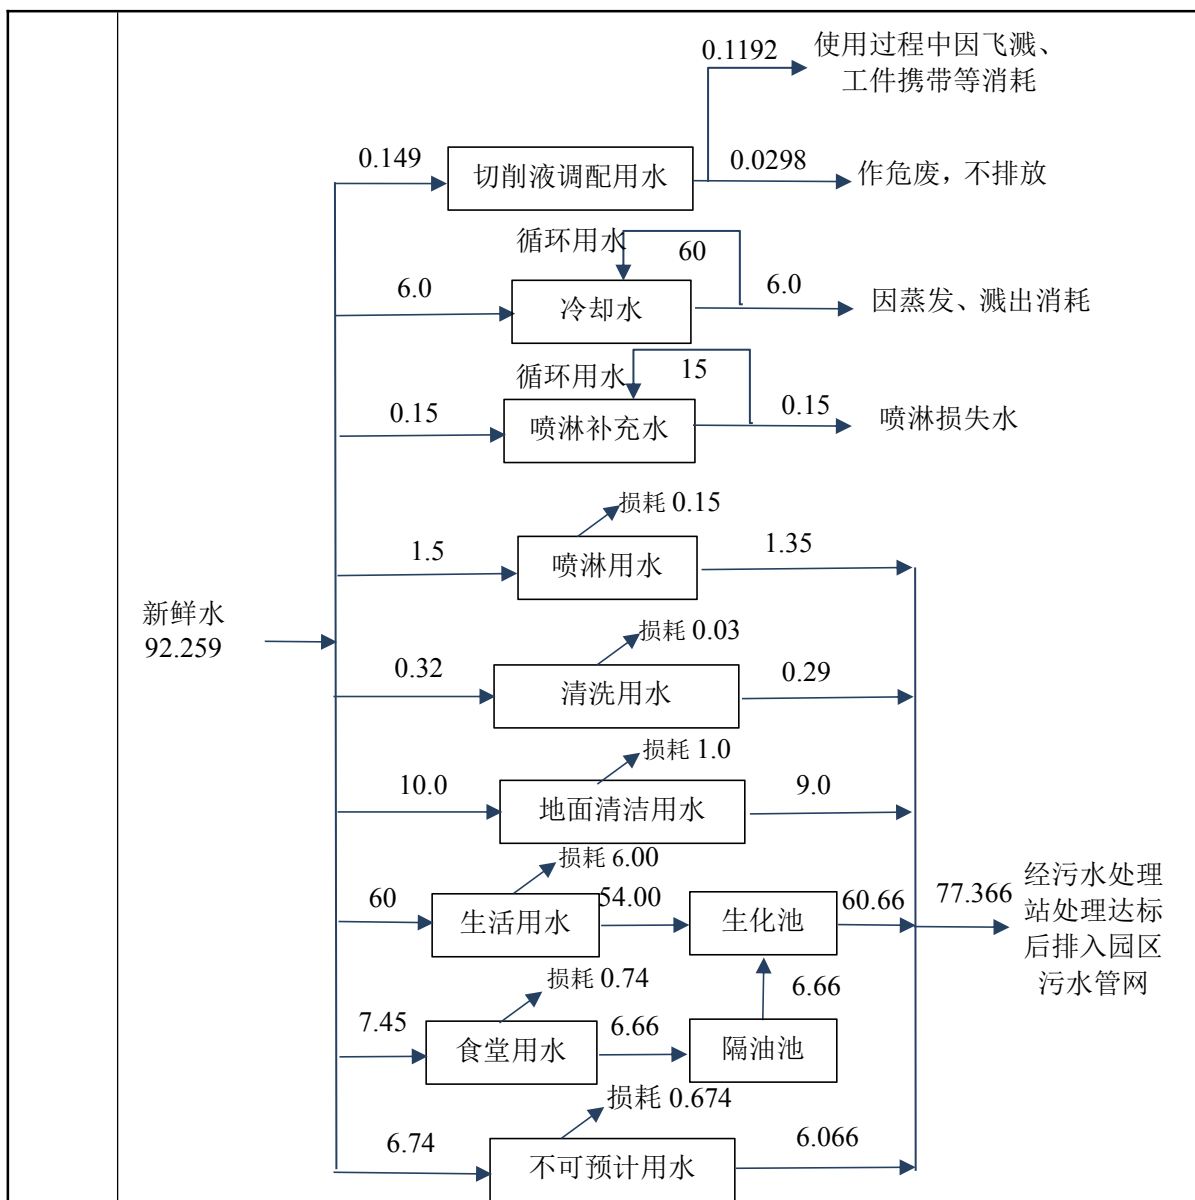 0.1192
使用过程中因飞溅、
工件携带等消耗
0.149
切削液调配用水
0.0298
作危废，不排放
循环用水
60
6.0
冷却水
6.0
因蒸发、溅出消耗
循环用水
15
0.15
喷淋补充水
0.15
喷淋损失水
损耗 0.15
1.5
喷淋用水
1.35
新鲜水
92.259
损耗 0.03
0.32
清洗用水
0.29
损耗 1.0
10.0
地面清洁用水
9.0
损耗 6.00
60
生活用水
54.00
生化池
60.66
77.366
经污水处理
站处理达标
后排入园区
污水管网
损耗 0.74
6.66
7.45
食堂用水
6.66
隔油池
损耗 0.674
6.74
不可预计用水
6.066